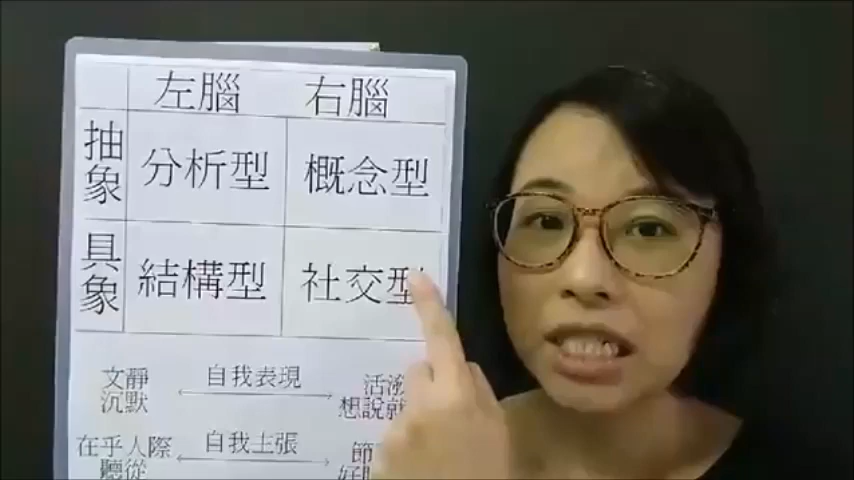 左腦 右腦
抽象 分析型 概念型
具象 結構型 社交型
文靜 自我表現 活潑
沉默 想說就
在乎人際 自我主張 節
聽從 好